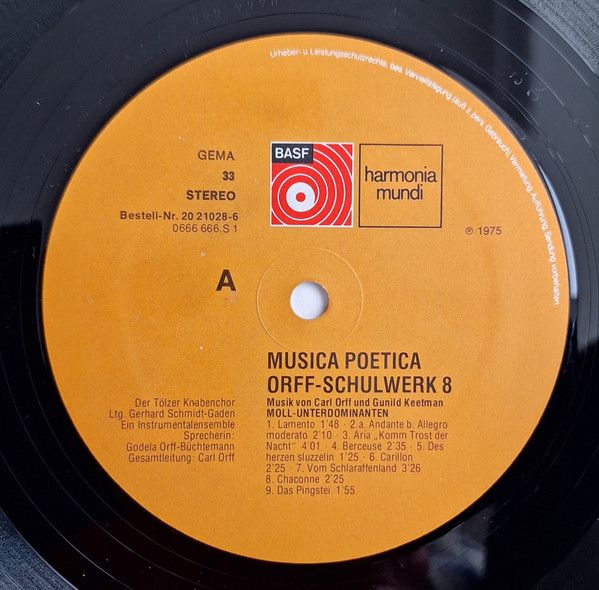 Urheber- u. Leistungsschutzrechte, bes. Vervielfältigung (auß. z. pers. Gebrauch), Vermietung, Aufführung, Sendung vorbehalten.
GEMA
33
STEREO
Bestell-Nr. 20 21028-6
0666 666.S 1
BASF
harmonia
mundi
℗ 1975
A
MUSICA POETICA
ORFF-SCHULWERK 8
Musik von Carl Orff und Gunild Keetman
MOLL-UNTERDOMINANTEN
1. Lamento 1'48 · 2.a. Andante b. Allegro
moderato 2'10 · 3. Aria „Komm Trost der
Nacht" 4'01 · 4. Berceuse 2'35 · 5. Des
herzen sluzzelin 1'25 · 6. Carillon
2'25 · 7. Vom Schlaraffenland 3'26
8. Chaconne 2'25
9. Das Pingstei 1'55
Der Tölzer Knabenchor
Ltg. Gerhard Schmidt-Gaden
Ein Instrumentalensemble
Sprecherin:
Godela Orff-Büchtemann
Gesamtleitung: Carl Orff